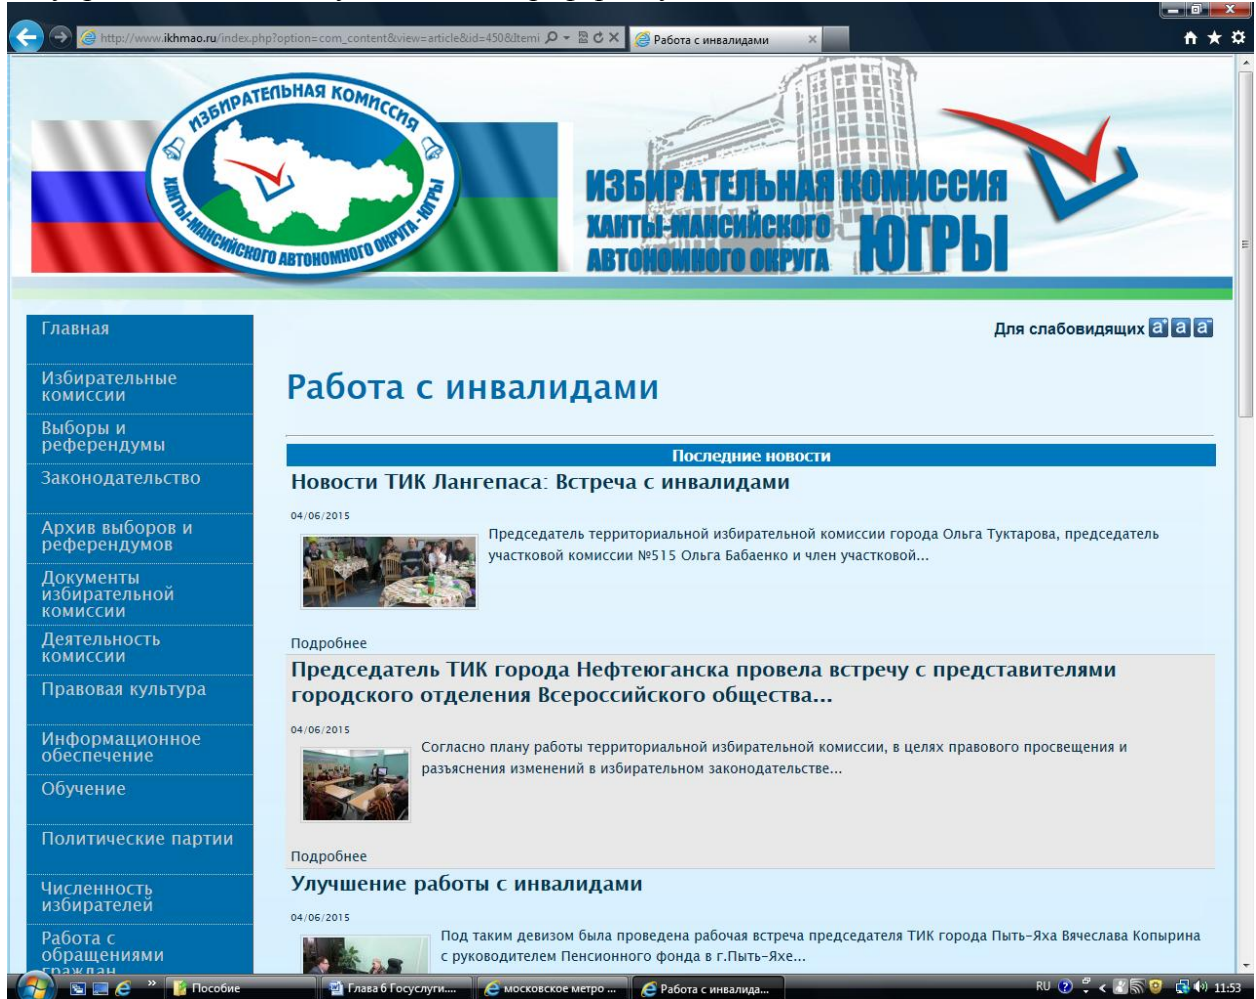 http://www.ikhmao.ru/index.php?option=com_content&view=article&id=450&Itemi
Работа с инвалидами
ИЗБИРАТЕЛЬНАЯ КОМИССИЯ
ХАНТЫ-МАНСИЙСКОГО АВТОНОМНОГО ОКРУГА - ЮГРЫ
ИЗБИРАТЕЛЬНАЯ КОМИССИЯ
ХАНТЫ-МАНСИЙСКОГО
АВТОНОМНОГО ОКРУГА
ЮГРЫ
Для слабовидящих a+ a a-
Главная
Избирательные
комиссии
Выборы и
референдумы
Законодательство
Архив выборов и
референдумов
Документы
избирательной
комиссии
Деятельность
комиссии
Правовая культура
Информационное
обеспечение
Обучение
Политические партии
Численность
избирателей
Работа с
обращениями
граждан
Работа с инвалидами
Последние новости
Новости ТИК Лангепаса: Встреча с инвалидами
04/06/2015
Председатель территориальной избирательной комиссии города Ольга Туктарова, председатель
участковой комиссии №515 Ольга Бабаенко и член участковой...
Подробнее
Председатель ТИК города Нефтеюганска провела встречу с представителями
городского отделения Всероссийского общества...
04/06/2015
Согласно плану работы территориальной избирательной комиссии, в целях правового просвещения и
разъяснения изменений в избирательном законодательстве...
Подробнее
Улучшение работы с инвалидами
04/06/2015
Под таким девизом была проведена рабочая встреча председателя ТИК города Пыть-Яха Вячеслава Копырина
с руководителем Пенсионного фонда в г.Пыть-Яхе...
Пособие
Глава 6 Госуслуги....
московское метро ...
Работа с инвалида...
RU
11:53